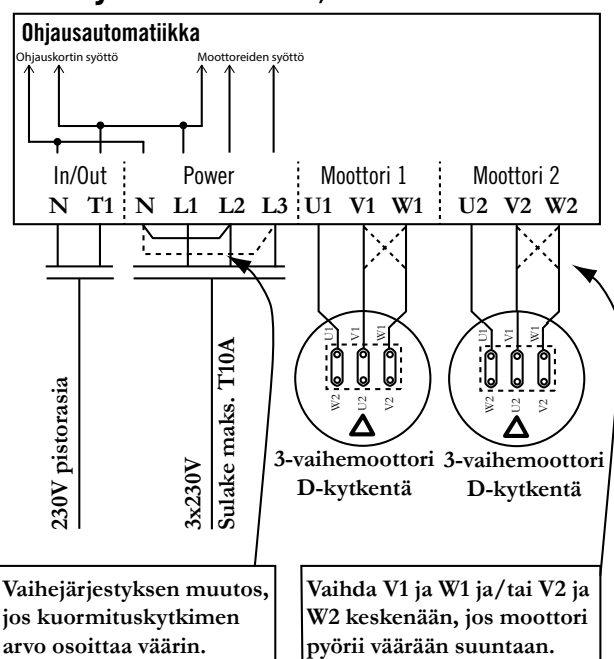 Ohjausautomatiikka
Ohjauskortin syöttö Moottoreiden syöttö
In/Out Power Moottori 1 Moottori 2
N T1 N L1 L2 L3 U1 V1 W1 U2 V2 W2
U1 V1 W1 U1 V1 W1
W2 U2 V2 W2 U2 V2
230V pistorasia
3x230V
Sulake maks. T10A
3-vaihemoottori 3-vaihemoottori
D-kytkentä D-kytkentä
Vaihejärjestyksen muutos,
jos kuormituskytkimen
arvo osoittaa väärin.
Vaihda V1 ja W1 ja/tai V2 ja
W2 keskenään, jos moottori
pyörii väärään suuntaan.